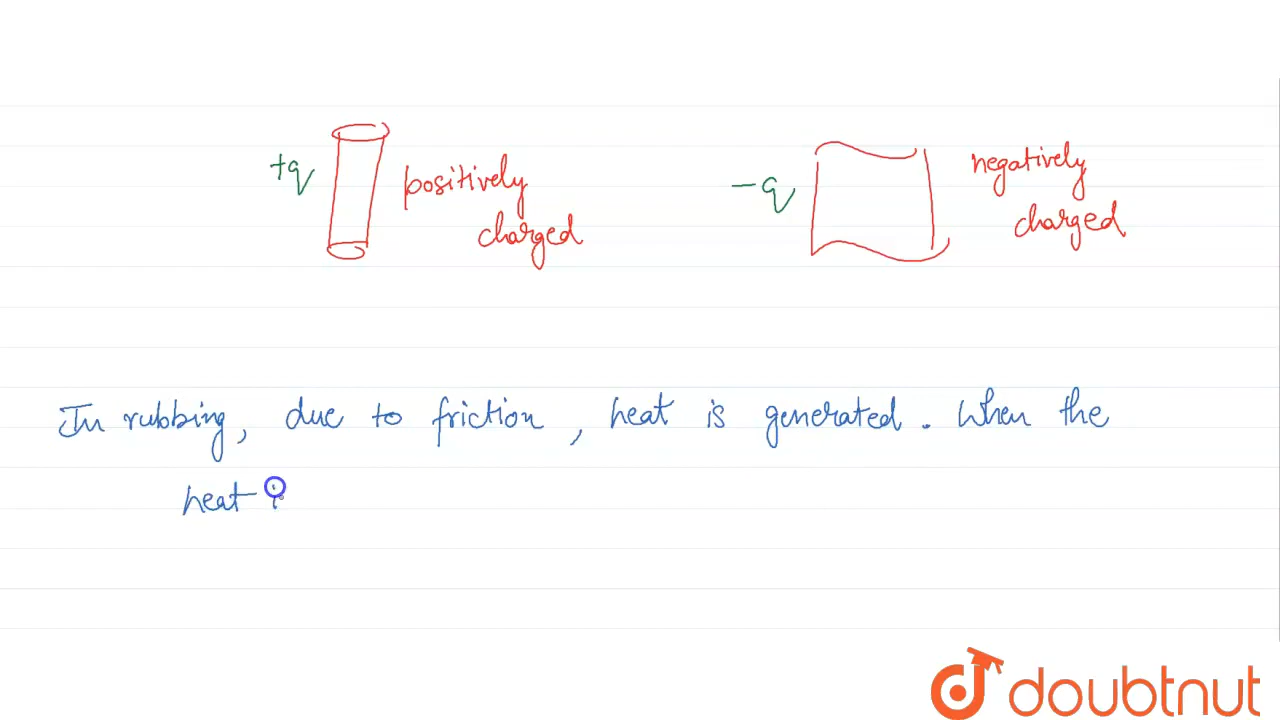 +q
positively
charged
-q
negatively
charged
In rubbing, due to friction, heat is generated. When the
heat
doubtnut